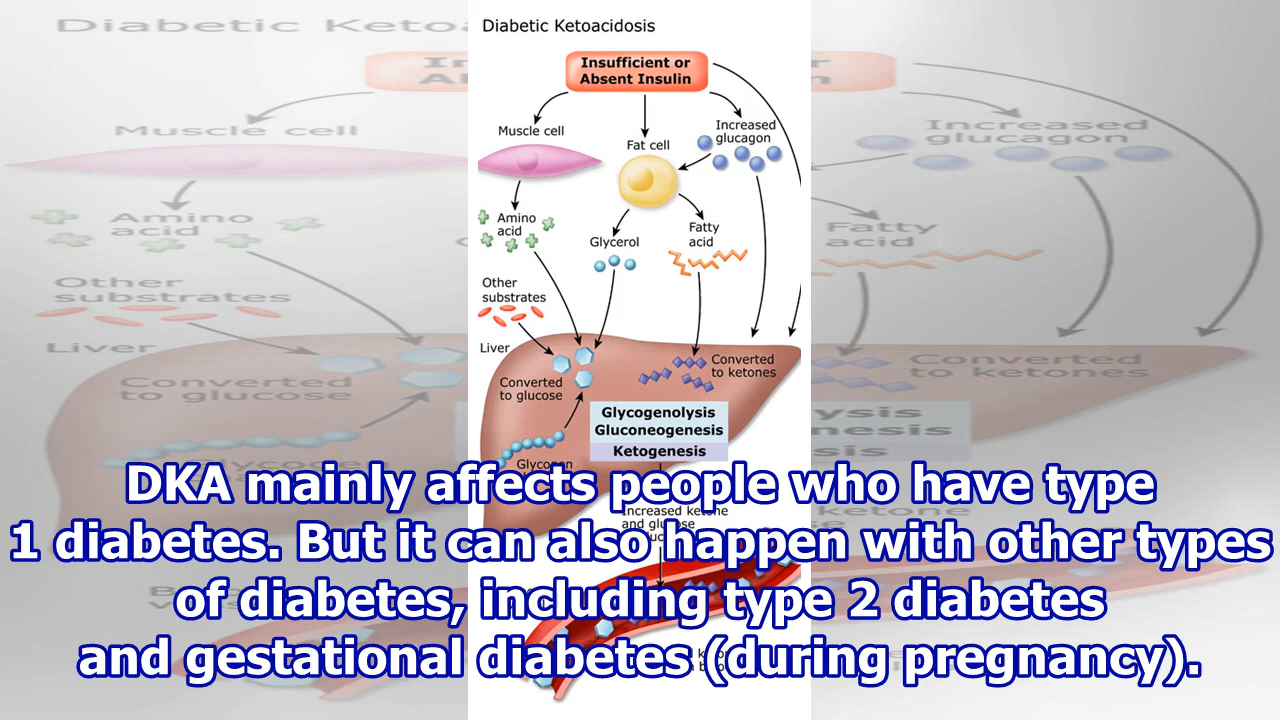 Diabetic Ketoacidosis
Insufficient or
Absent Insulin
Muscle cell
Fat cell
Increased
glucagon
Amino
acid
Glycerol
Fatty
acid
Other
substrates
Liver
Converted
to glucose
Converted
to ketones
Glycogenolysis
Gluconeogenesis
Ketogenesis
Glycogen
Increased ketone
and glucose
DKA mainly affects people who have type
1 diabetes. But it can also happen with other types
of diabetes, including type 2 diabetes
and gestational diabetes (during pregnancy).